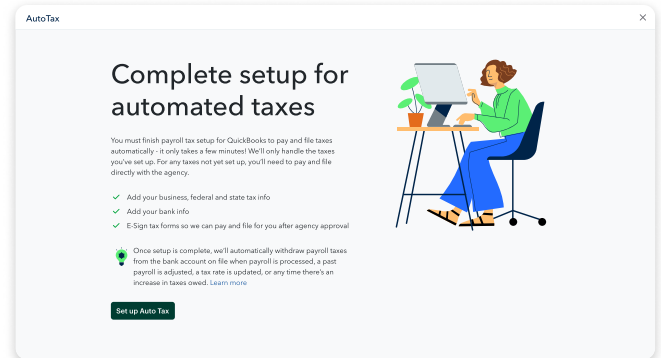 AutoTax
Complete setup for
automated taxes
You must finish payroll tax setup for QuickBooks to pay and file taxes
automatically - it only takes a few minutes! We'll only handle the taxes
you've set up. For any taxes not yet set up, you'll need to pay and file
directly with the agency.
Add your business, federal and state tax info
Add your bank info
E-Sign tax forms so we can pay and file for you after agency approval
Once setup is complete, we'll automatically withdraw payroll taxes
from the bank account on file when payroll is processed, a past
payroll is adjusted, a tax rate is updated, or any time there's an
increase in taxes owed. Learn more
Set up Auto Tax